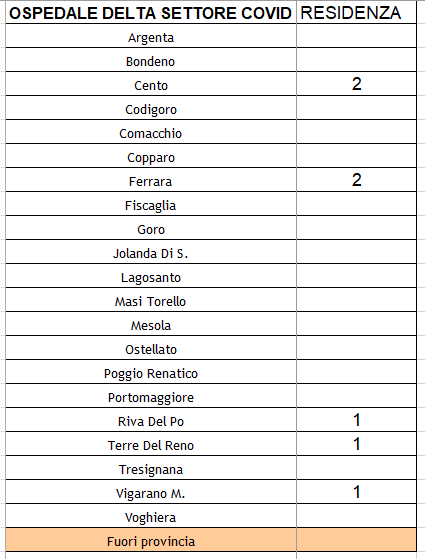 OSPEDALE DELTA SETTORE COVID RESIDENZA
Argenta
Bondeno
Cento 2
Codigoro
Comacchio
Copparo
Ferrara 2
Fiscaglia
Goro
Jolanda Di S.
Lagosanto
Masi Torello
Mesola
Ostellato
Poggio Renatico
Portomaggiore
Riva Del Po 1
Terre Del Reno 1
Tresignana
Vigarano M. 1
Voghiera
Fuori provincia